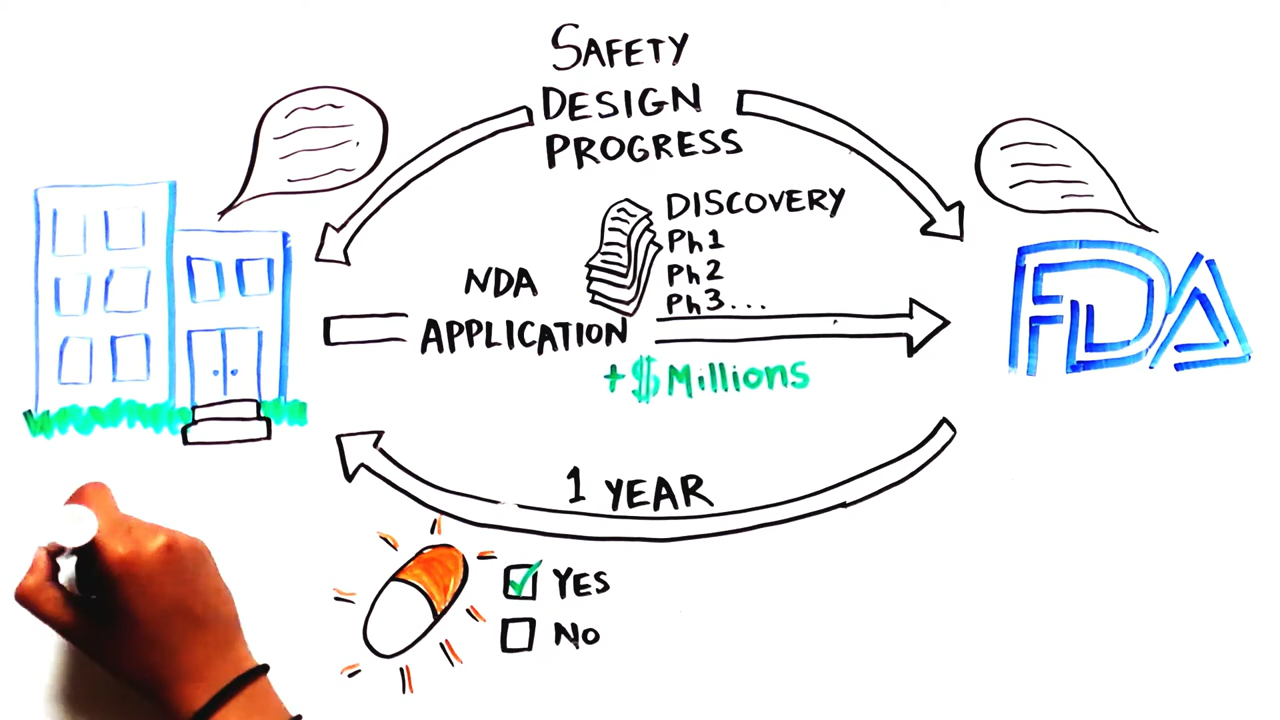 SAFETY
DESIGN
PROGRESS
DISCOVERY
Ph1
Ph2
Ph3...
NDA
APPLICATION
+ $ Millions
FDA
1 YEAR
YES
NO